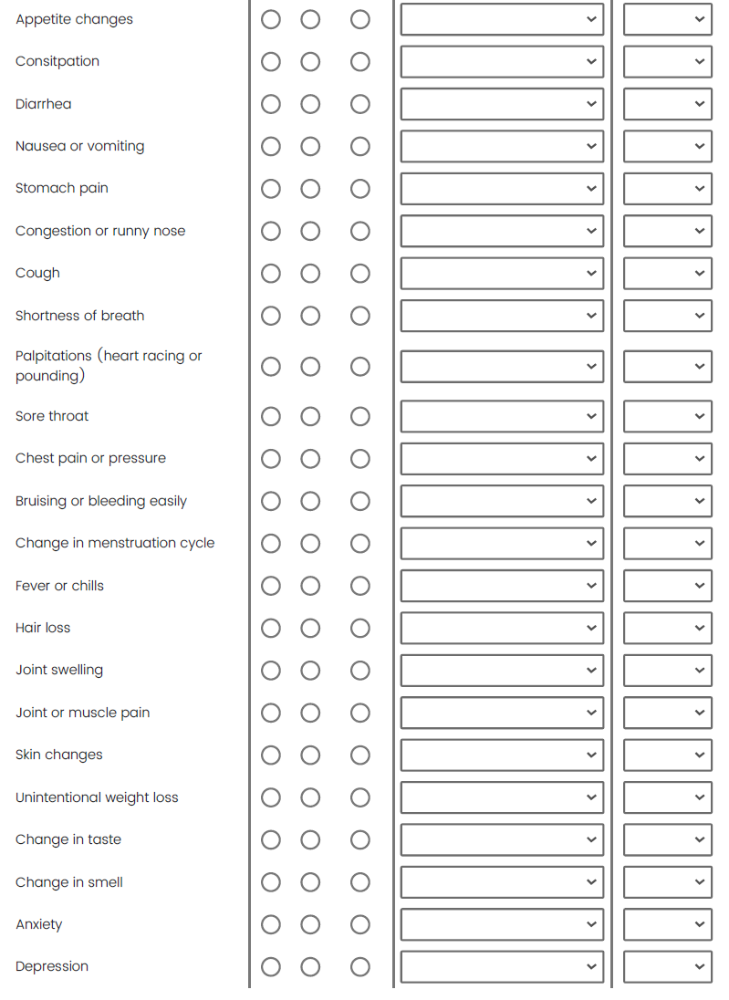 Appetite changes
Consitpation
Diarrhea
Nausea or vomiting
Stomach pain
Congestion or runny nose
Cough
Shortness of breath
Palpitations (heart racing or
pounding)
Sore throat
Chest pain or pressure
Bruising or bleeding easily
Change in menstruation cycle
Fever or chills
Hair loss
Joint swelling
Joint or muscle pain
Skin changes
Unintentional weight loss
Change in taste
Change in smell
Anxiety
Depression